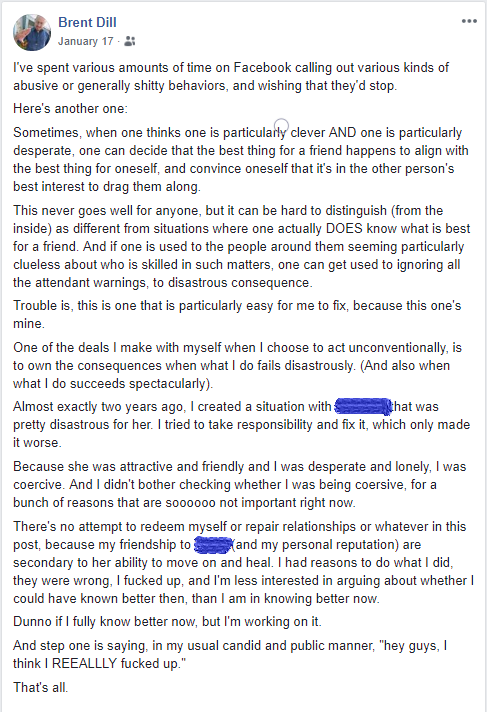 Brent Dill
January 17 ·
I've spent various amounts of time on Facebook calling out various kinds of
abusive or generally shitty behaviors, and wishing that they'd stop.
Here's another one:
Sometimes, when one thinks one is particularly clever AND one is particularly
desperate, one can decide that the best thing for a friend happens to align with
the best thing for oneself, and convince oneself that it's in the other person's
best interest to drag them along.
This never goes well for anyone, but it can be hard to distinguish (from the
inside) as different from situations where one actually DOES know what is best
for a friend. And if one is used to the people around them seeming particularly
clueless about who is skilled in such matters, one can get used to ignoring all
the attendant warnings, to disastrous consequence.
Trouble is, this is one that is particularly easy for me to fix, because this one's
mine.
One of the deals I make with myself when I choose to act unconventionally, is
to own the consequences when what I do fails disastrously. (And also when
what I do succeeds spectacularly).
Almost exactly two years ago, I created a situation with that was
pretty disastrous for her. I tried to take responsibility and fix it, which only made
it worse.
Because she was attractive and friendly and I was desperate and lonely, I was
coercive. And I didn't bother checking whether I was being coersive, for a
bunch of reasons that are soooooo not important right now.
There's no attempt to redeem myself or repair relationships or whatever in this
post, because my friendship to (and my personal reputation) are
secondary to her ability to move on and heal. I had reasons to do what I did,
they were wrong, I fucked up, and I'm less interested in arguing about whether I
could have known better then, than I am in knowing better now.
Dunno if I fully know better now, but I'm working on it.
And step one is saying, in my usual candid and public manner, "hey guys, I
think I REEALLLY fucked up."
That's all.